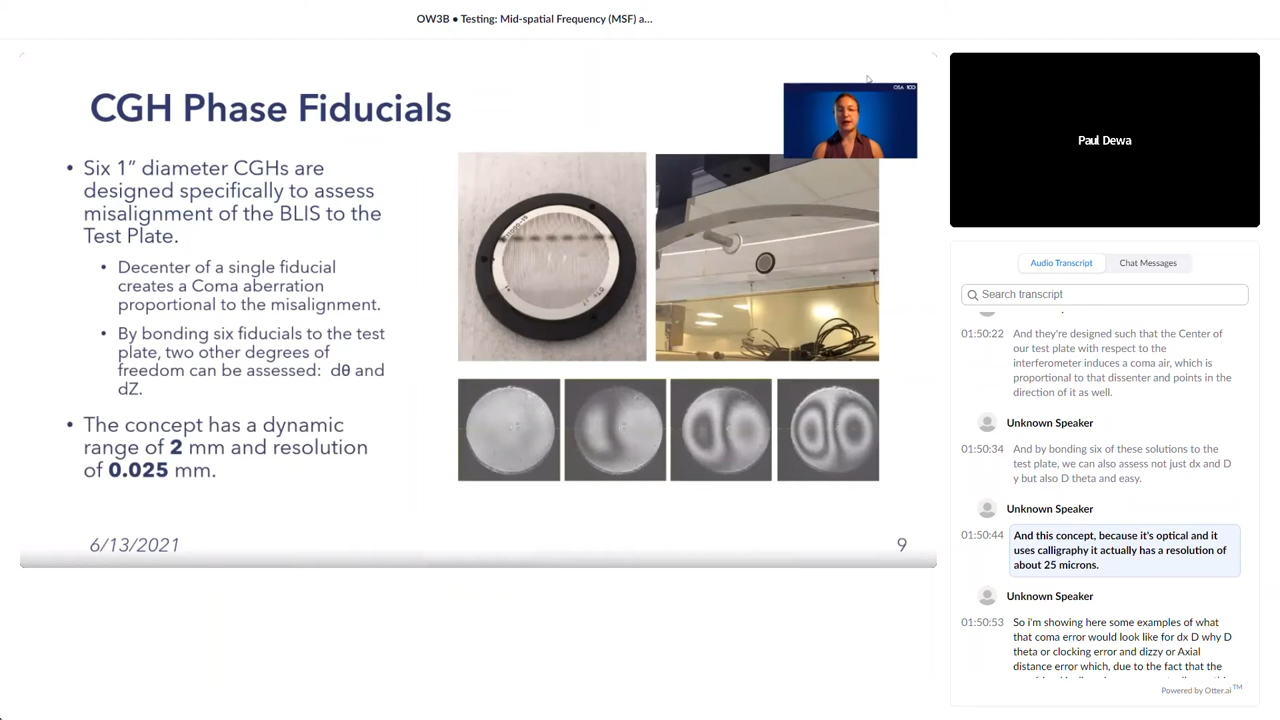 OW3B • Testing: Mid-spatial Frequency (MSF) a...
CGH Phase Fiducials
• Six 1” diameter CGHs are
designed specifically to assess
misalignment of the BLIS to the
Test Plate.
• Decenter of a single fiducial
creates a Coma aberration
proportional to the misalignment.
• By bonding six fiducials to the test
plate, two other degrees of
freedom can be assessed: dθ and
dZ.
• The concept has a dynamic
range of 2 mm and resolution
of 0.025 mm.
6/13/2021
9
OSA 100
Paul Dewa
Audio Transcript
Chat Messages
Search transcript
01:50:22
And they're designed such that the Center of
our test plate with respect to the
interferometer induces a coma air, which is
proportional to that dissenter and points in the
direction of it as well.
Unknown Speaker
01:50:34
And by bonding six of these solutions to the
test plate, we can also assess not just dx and D
y but also D theta and easy.
Unknown Speaker
01:50:44
And this concept, because it's optical and it
uses calligraphy it actually has a resolution of
about 25 microns.
Unknown Speaker
01:50:53
So i'm showing here some examples of what
that coma error would look like for dx D why D
theta or clocking error and dizzy or Axial
distance error which, due to the fact that the
Powered by Otter.ai™